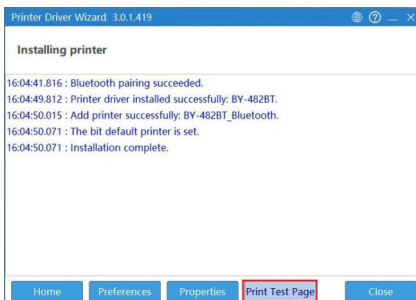 Printer Driver Wizard 3.0.1.419
Installing printer
16:04:41.816 : Bluetooth pairing succeeded.
16:04:49.812 : Printer driver installed successfully: BY-482BT.
16:04:50.015 : Add printer successfully: BY-482BT_Bluetooth.
16:04:50.071 : The bit default printer is set.
16:04:50.071 : Installation complete.
Home Preferences Properties Print Test Page Close